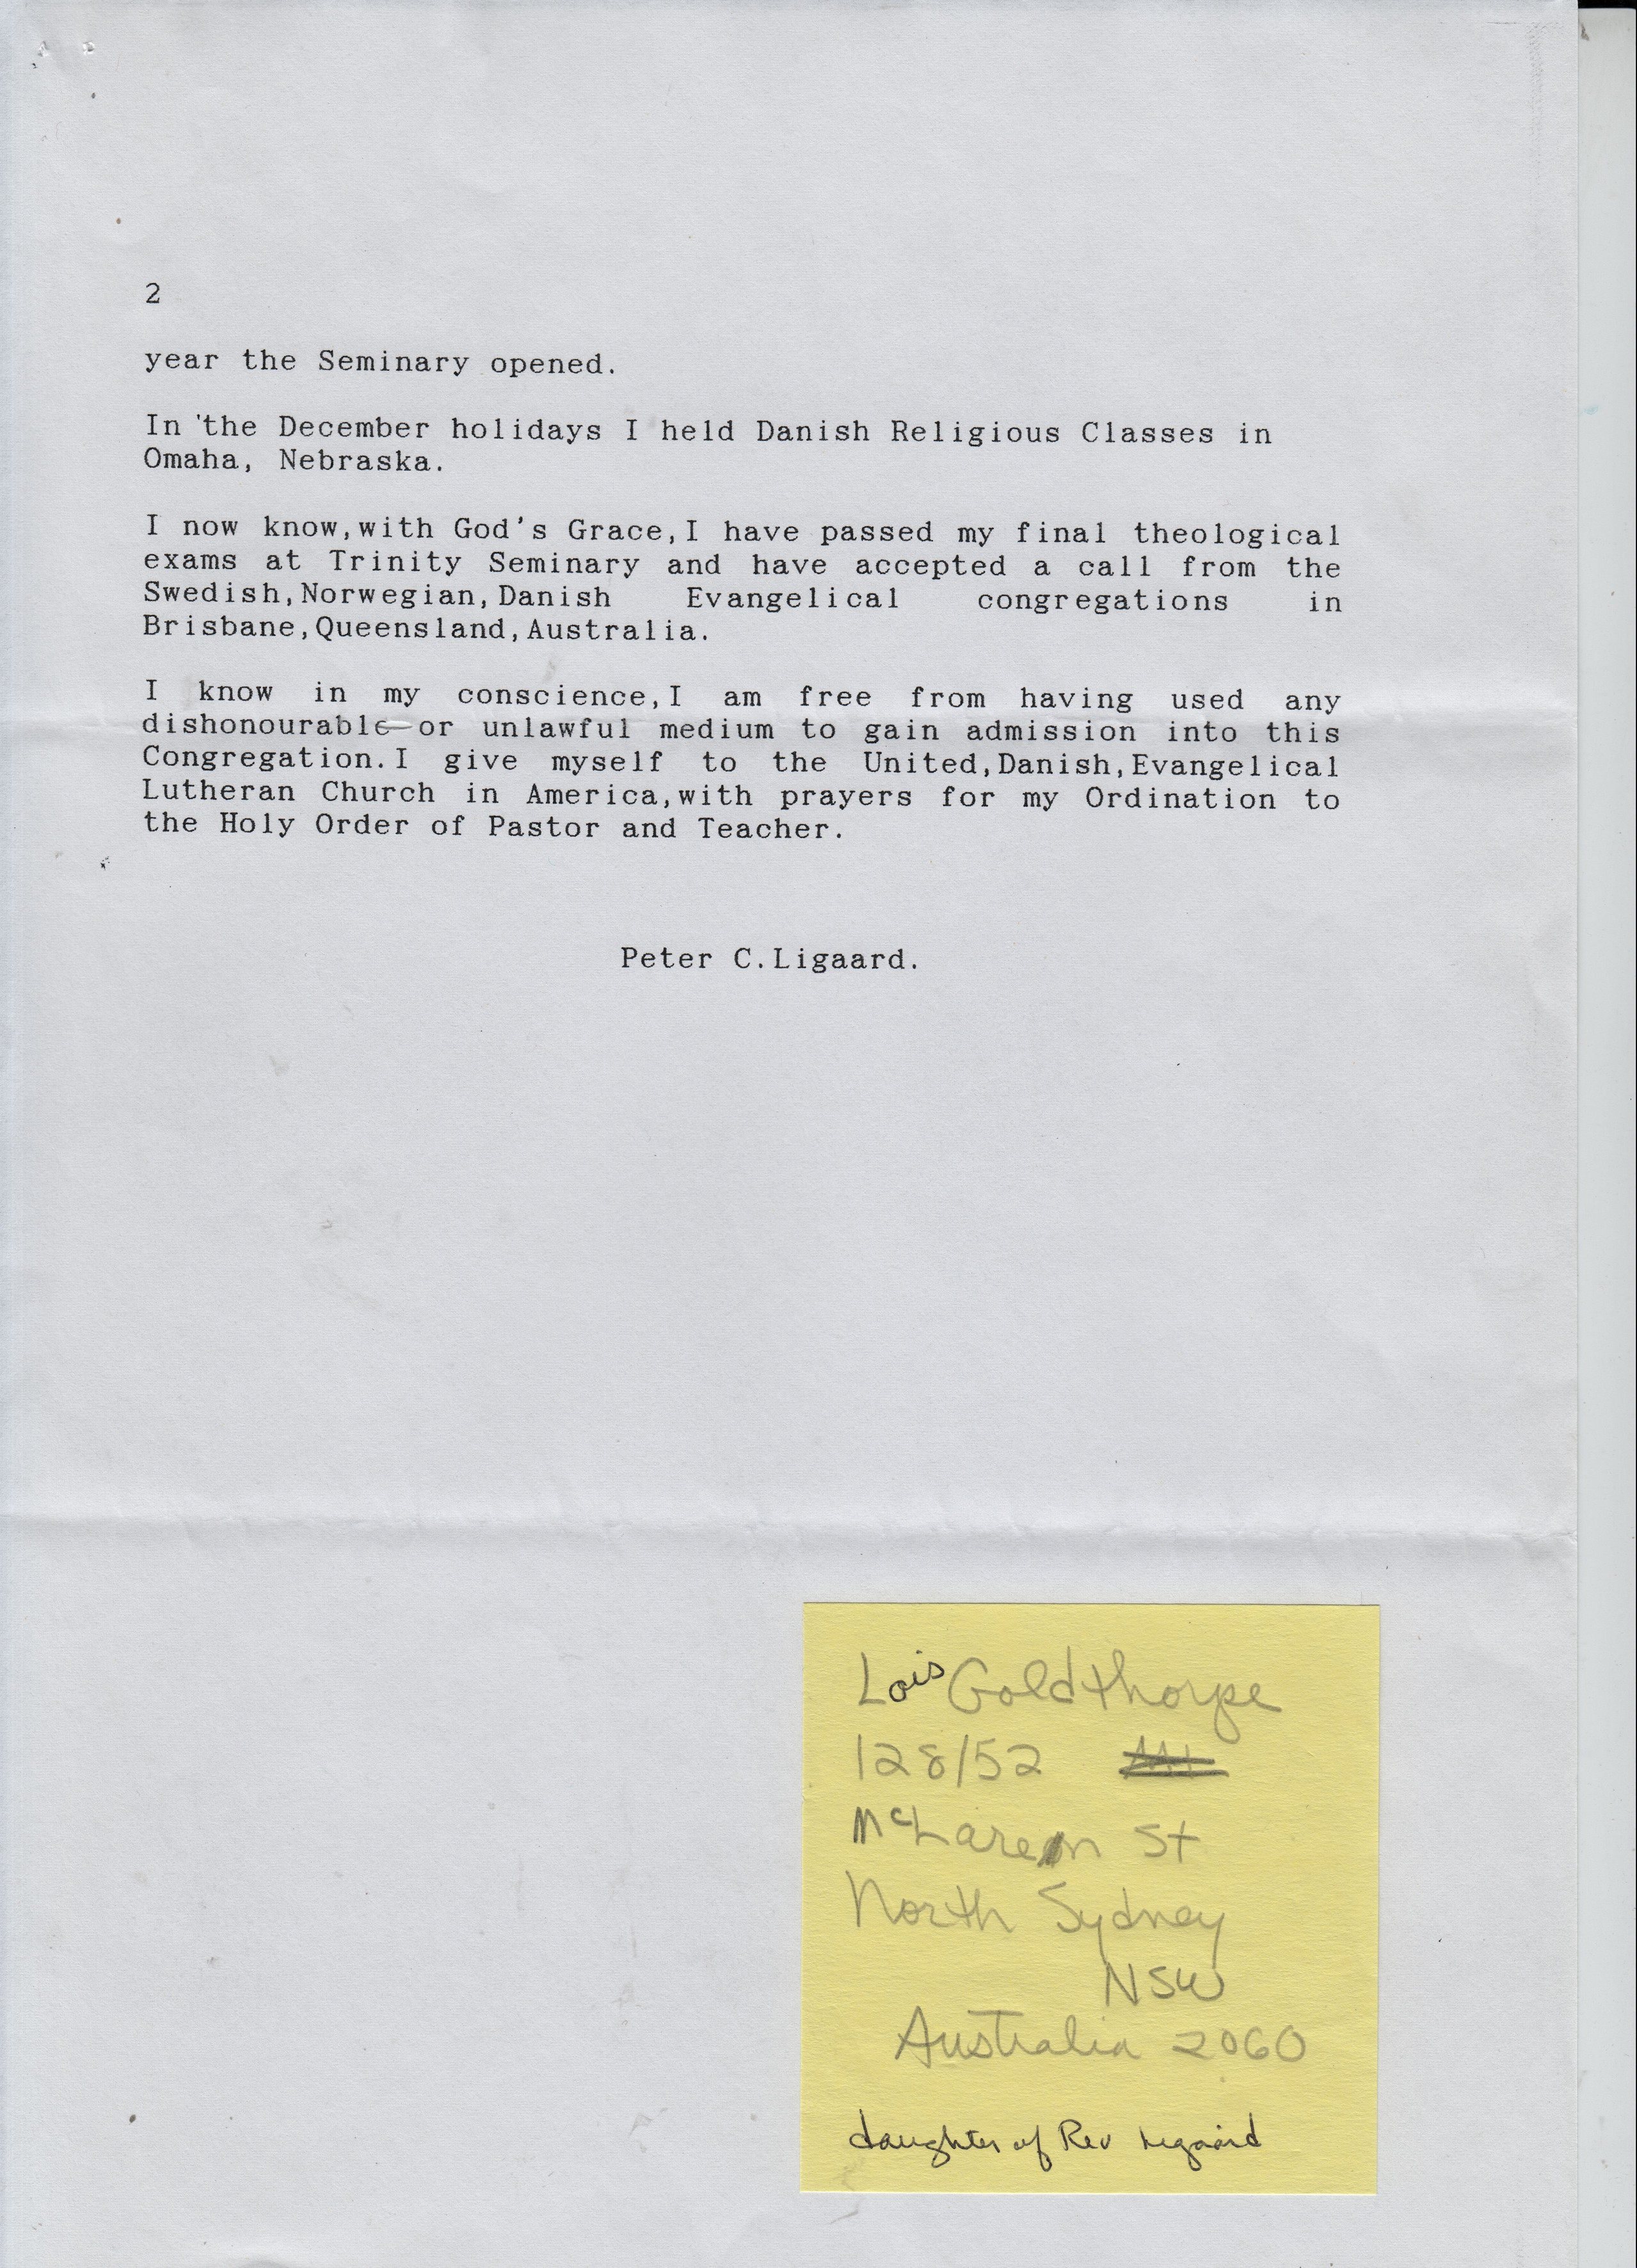 2
year the Seminary opened.
In 'the December holidays I held Danish Religious Classes in
Omaha, Nebraska.
I now know,with God's Grace,I have passed my final theological
exams at Trinity Seminary and have accepted a call from the
Swedish,Norwegian,Danish Evangelical congregations in
Brisbane,Queensland,Australia.
I know in my conscience,I am free from having used any
dishonourable or unlawful medium to gain admission into this
Congregation.I give myself to the United,Danish,Evangelical
Lutheran Church in America,with prayers for my Ordination to
the Holy Order of Pastor and Teacher.
Peter C.Ligaard.
Lois Goldthorpe
128/52
McLaren St
North Sydney
NSW
Australia 2060
daughter of Rev Ligaard